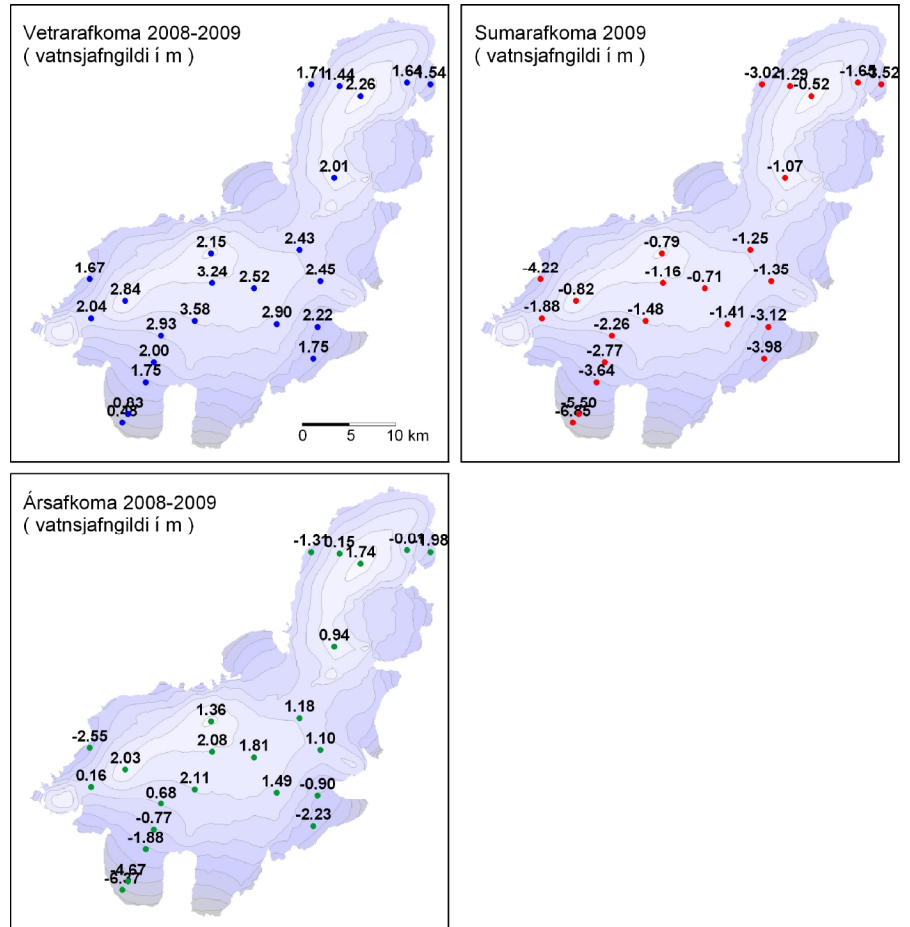 Vetrarafkoma 2008-2009
( vatnsjafngildi í m )
1.71 1.44 1.64 1.54
2.26
2.01
2.43
2.15
1.67
3.24 2.52 2.45
2.84
2.04
3.58 2.90 2.22
2.93
2.00
1.75
1.75
0.83
0.48
0 5 10 km
Sumarafkoma 2009
( vatnsjafngildi í m )
-3.02 -1.29 -1.65 -3.52
-0.52
-1.07
-1.25
-0.79
-4.22
-1.16 -0.71 -1.35
-0.82
-1.88
-1.48 -1.41 -3.12
-2.26
-2.77
-3.98
-3.64
-5.50
-6.85
Ársafkoma 2008-2009
( vatnsjafngildi í m )
-1.31 0.15 -0.01 -1.98
1.74
0.94
1.18
1.36
-2.55
2.08 1.81 1.10
2.03
0.16
2.11 1.49 -0.90
0.68
-0.77
-2.23
-1.88
-4.67
-6.37